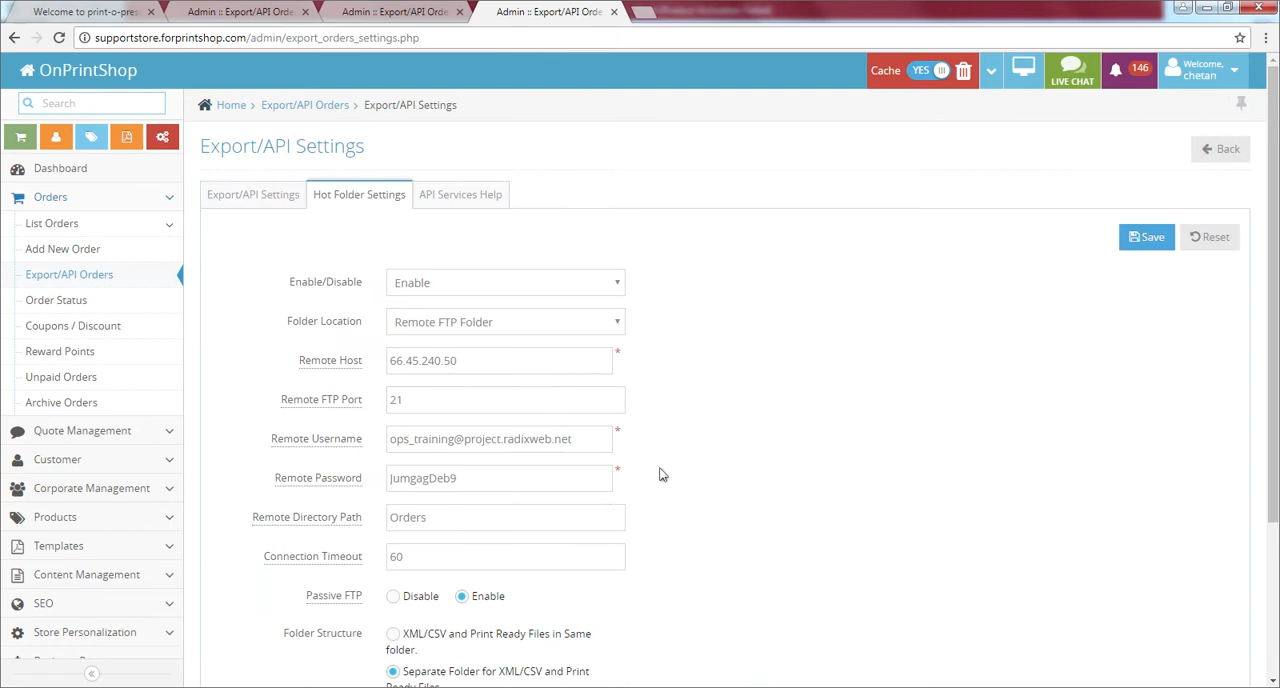 Welcome to print-o-pres
Admin :: Export/API Orde
Admin :: Export/API Orde
Admin :: Export/API Orde
supportstore.forprintshop.com/admin/export_orders_settings.php
OnPrintShop
Cache YES
LIVE CHAT
146
Welcome,
chetan
Search
Home > Export/API Orders > Export/API Settings
Export/API Settings
Back
Export/API Settings
Hot Folder Settings
API Services Help
Save
Reset
Dashboard
Orders
List Orders
Add New Order
Export/API Orders
Order Status
Coupons / Discount
Reward Points
Unpaid Orders
Archive Orders
Quote Management
Customer
Corporate Management
Products
Templates
Content Management
SEO
Store Personalization
Enable/Disable Enable
Folder Location Remote FTP Folder
Remote Host 66.45.240.50 *
Remote FTP Port 21
Remote Username ops_training@project.radixweb.net *
Remote Password JumgagDeb9 *
Remote Directory Path Orders
Connection Timeout 60
Passive FTP Disable Enable
Folder Structure XML/CSV and Print Ready Files in Same
folder.
Separate Folder for XML/CSV and Print
Ready Files